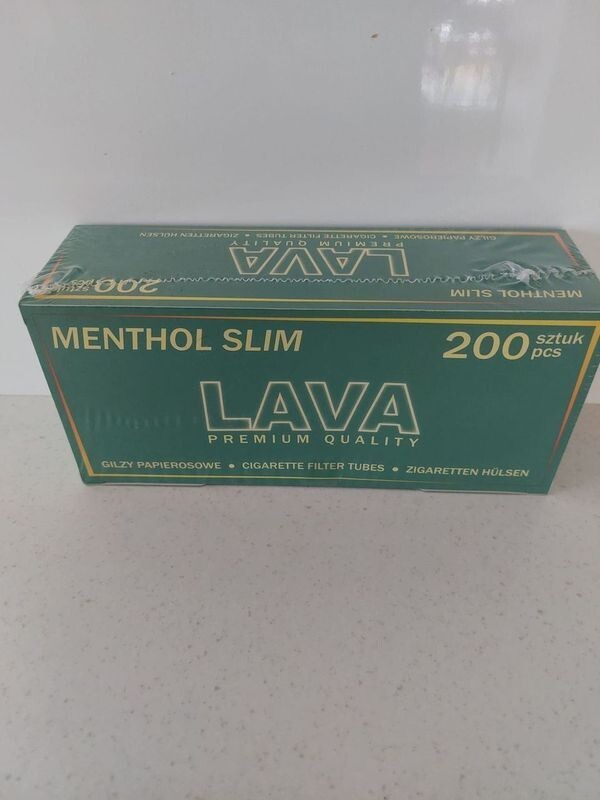 GILZY PAPIEROSOWE • CIGARETTE FILTER TUBES • ZIGARETTEN HÜLSEN
PREMIUM QUALITY
LAVA
MENTHOL SLIM
200
MENTHOL SLIM
200 sztuk
pcs
LAVA
PREMIUM QUALITY
GILZY PAPIEROSOWE • CIGARETTE FILTER TUBES • ZIGARETTEN HÜLSEN